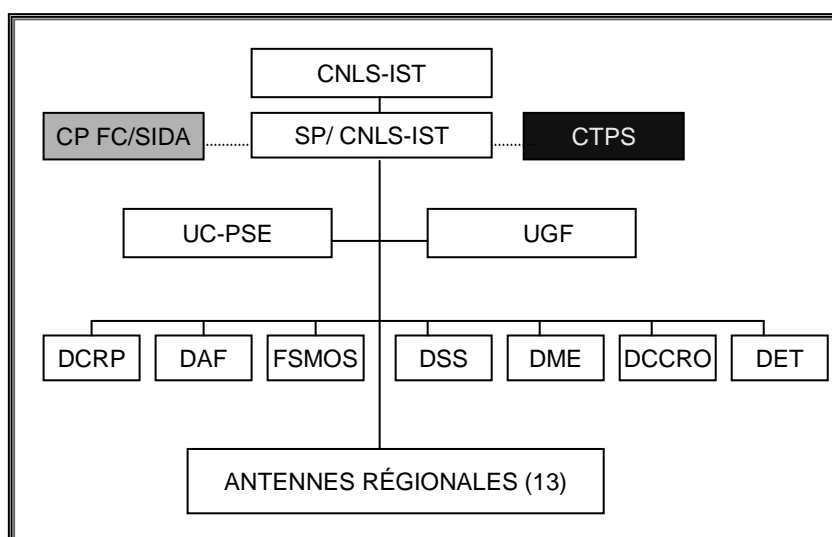 CNLS-IST
CP FC/SIDA
SP/ CNLS-IST
CTPS
UC-PSE
UGF
DCRP
DAF
FSMOS
DSS
DME
DCCRO
DET
ANTENNES RÉGIONALES (13)